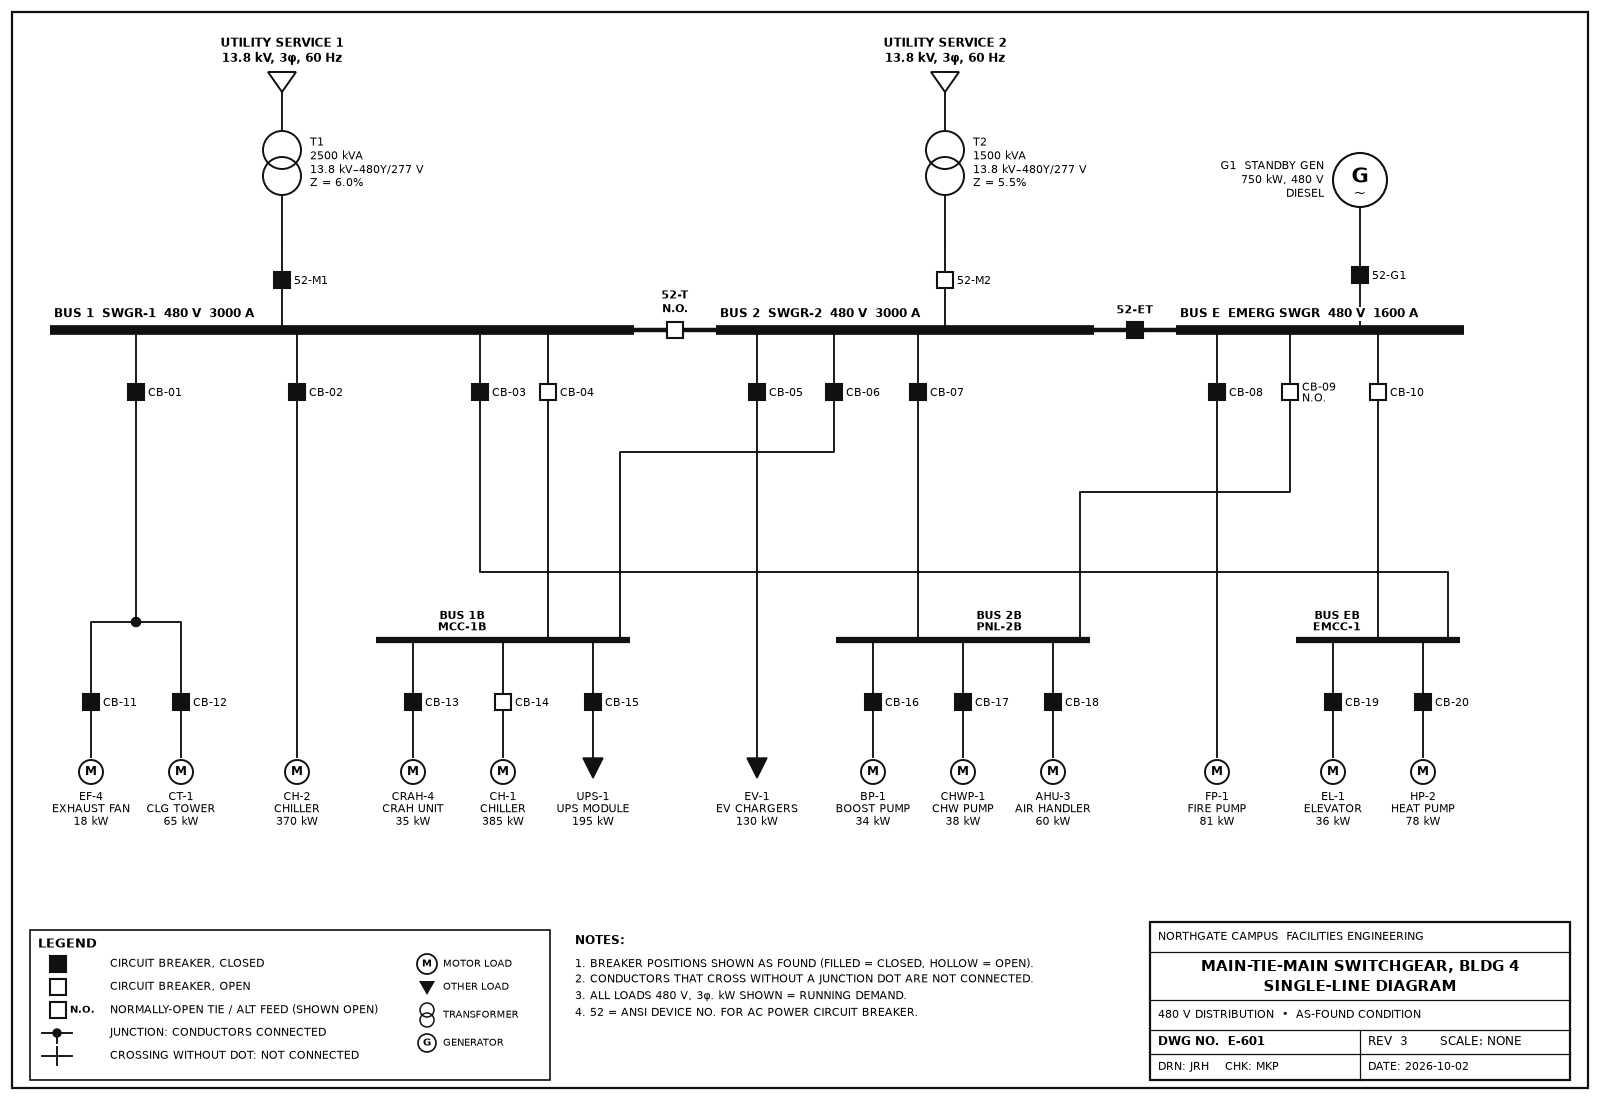 UTILITY SERVICE 1
13.8 kV, 3φ, 60 Hz
UTILITY SERVICE 2
13.8 kV, 3φ, 60 Hz
T1
2500 kVA
13.8 kV–480Y/277 V
Z = 6.0%
T2
1500 kVA
13.8 kV–480Y/277 V
Z = 5.5%
G1 STANDBY GEN
750 kW, 480 V
DIESEL
G
~
52-M1
52-M2
52-G1
52-T
N.O.
52-ET
BUS 1 SWGR-1 480 V 3000 A
BUS 2 SWGR-2 480 V 3000 A
BUS E EMERG SWGR 480 V 1600 A
CB-01
CB-02
CB-03
CB-04
CB-05
CB-06
CB-07
CB-08
CB-09
N.O.
CB-10
BUS 1B
MCC-1B
BUS 2B
PNL-2B
BUS EB
EMCC-1
CB-11
CB-12
CB-13
CB-14
CB-15
CB-16
CB-17
CB-18
CB-19
CB-20
M
M
M
M
M
M
M
M
M
M
M
EF-4
EXHAUST FAN
18 kW
CT-1
CLG TOWER
65 kW
CH-2
CHILLER
370 kW
CRAH-4
CRAH UNIT
35 kW
CH-1
CHILLER
385 kW
UPS-1
UPS MODULE
195 kW
EV-1
EV CHARGERS
130 kW
BP-1
BOOST PUMP
34 kW
CHWP-1
CHW PUMP
38 kW
AHU-3
AIR HANDLER
60 kW
FP-1
FIRE PUMP
81 kW
EL-1
ELEVATOR
36 kW
HP-2
HEAT PUMP
78 kW
LEGEND
CIRCUIT BREAKER, CLOSED
CIRCUIT BREAKER, OPEN
N.O. NORMALLY-OPEN TIE / ALT FEED (SHOWN OPEN)
JUNCTION: CONDUCTORS CONNECTED
CROSSING WITHOUT DOT: NOT CONNECTED
M MOTOR LOAD
OTHER LOAD
TRANSFORMER
G GENERATOR
NOTES:
1. BREAKER POSITIONS SHOWN AS FOUND (FILLED = CLOSED, HOLLOW = OPEN).
2. CONDUCTORS THAT CROSS WITHOUT A JUNCTION DOT ARE NOT CONNECTED.
3. ALL LOADS 480 V, 3φ. kW SHOWN = RUNNING DEMAND.
4. 52 = ANSI DEVICE NO. FOR AC POWER CIRCUIT BREAKER.
NORTHGATE CAMPUS FACILITIES ENGINEERING
MAIN-TIE-MAIN SWITCHGEAR, BLDG 4
SINGLE-LINE DIAGRAM
480 V DISTRIBUTION • AS-FOUND CONDITION
DWG NO. E-601
REV 3 SCALE: NONE
DRN: JRH CHK: MKP
DATE: 2026-10-02